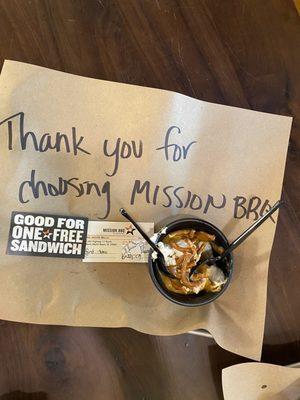 Thank you for
choosing MISSION BBQ
GOOD FOR
ONE★FREE
SANDWICH
MISSION BBQ